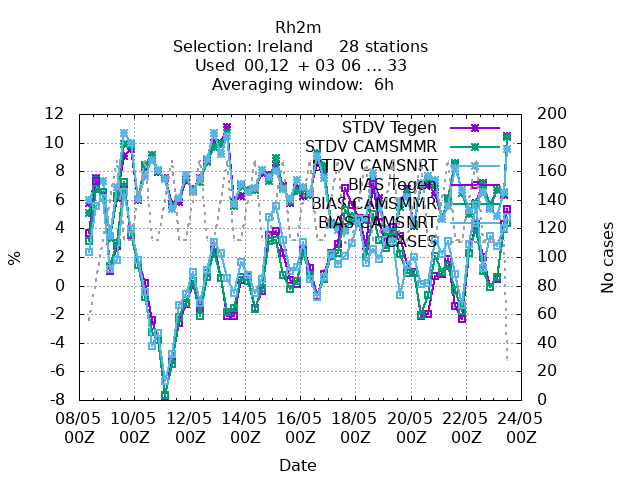 Rh2m
Selection: Ireland 28 stations
Used 00,12 + 03 06 ... 33
Averaging window: 6h
12
10
8
6
4
2
0
-2
-4
-6
-8
%
200
180
160
140
120
100
80
60
40
20
0
No cases
STDV Tegen
STDV CAMSMMR
STDV CAMSNRT
BIAS Tegen
BIAS CAMSMMR
BIAS CAMSNRT
CASES
08/05 10/05 12/05 14/05 16/05 18/05 20/05 22/05 24/05
00Z 00Z 00Z 00Z 00Z 00Z 00Z 00Z 00Z
Date